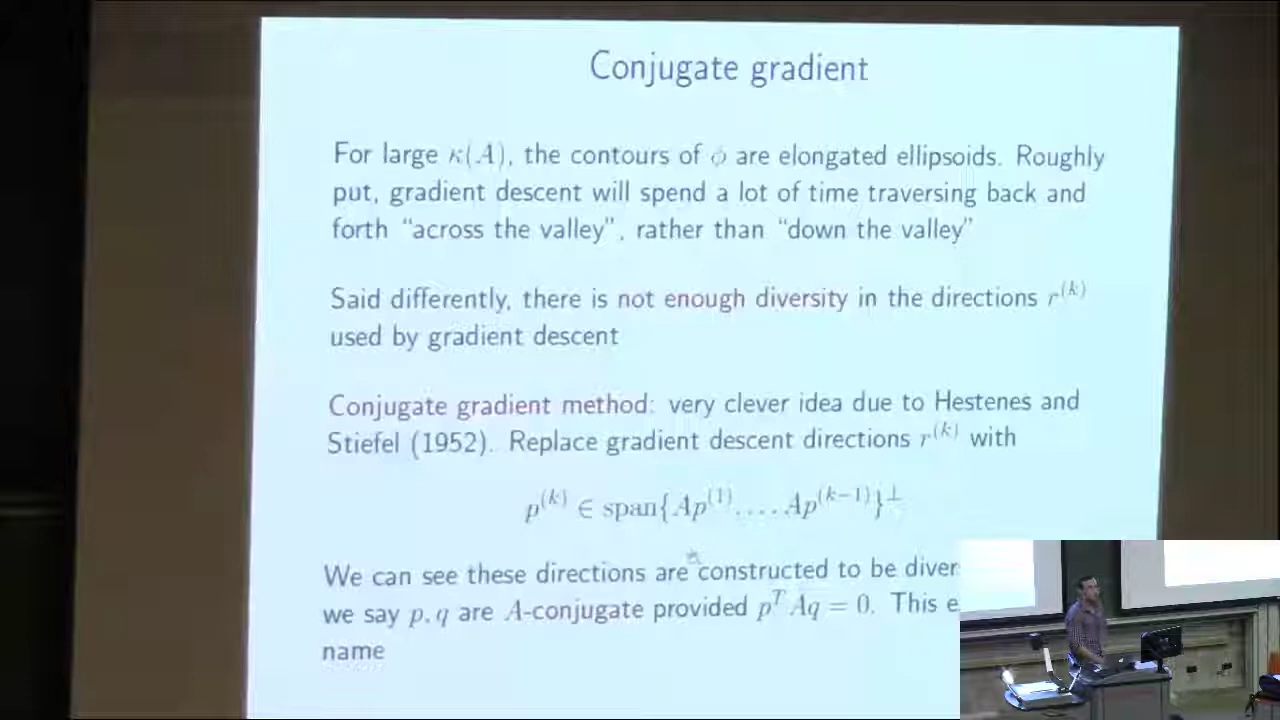 Conjugate gradient
For large κ(A), the contours of ϕ are elongated ellipsoids. Roughly
put, gradient descent will spend a lot of time traversing back and
forth “across the valley”, rather than “down the valley”
Said differently, there is not enough diversity in the directions r^(k)
used by gradient descent
Conjugate gradient method: very clever idea due to Hestenes and
Stiefel (1952). Replace gradient descent directions r^(k) with
p^(k) ∈ span{Ap^(1), . . . . Ap^(k−1)}^⊥
We can see these directions are constructed to be diver
we say p, q are A-conjugate provided p^T Aq = 0. This e
name